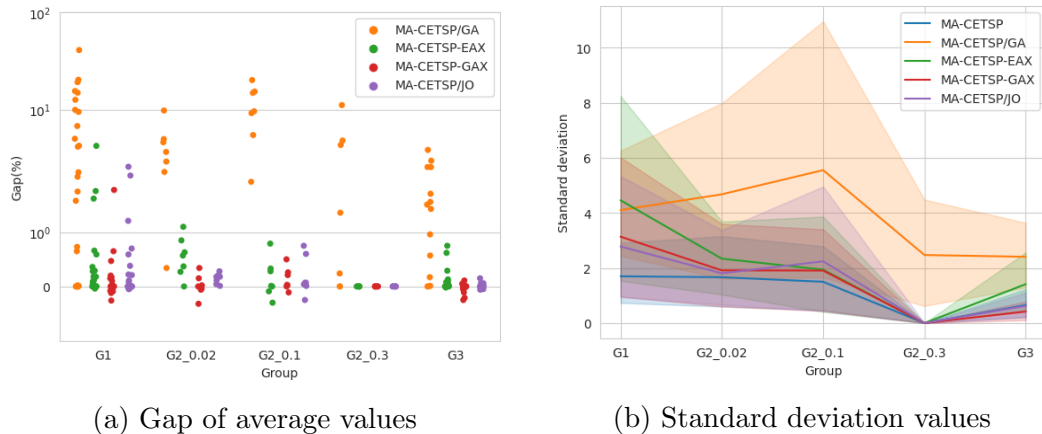 10²
10¹
10⁰
0
Gap(%)
G1
G2_0.02
G2_0.1
G2_0.3
G3
Group
MA-CETSP/GA
MA-CETSP-EAX
MA-CETSP-GAX
MA-CETSP/JO
(a) Gap of average values
10
8
6
4
2
0
Standard deviation
G1
G2_0.02
G2_0.1
G2_0.3
G3
Group
MA-CETSP
MA-CETSP/GA
MA-CETSP-EAX
MA-CETSP-GAX
MA-CETSP/JO
(b) Standard deviation values